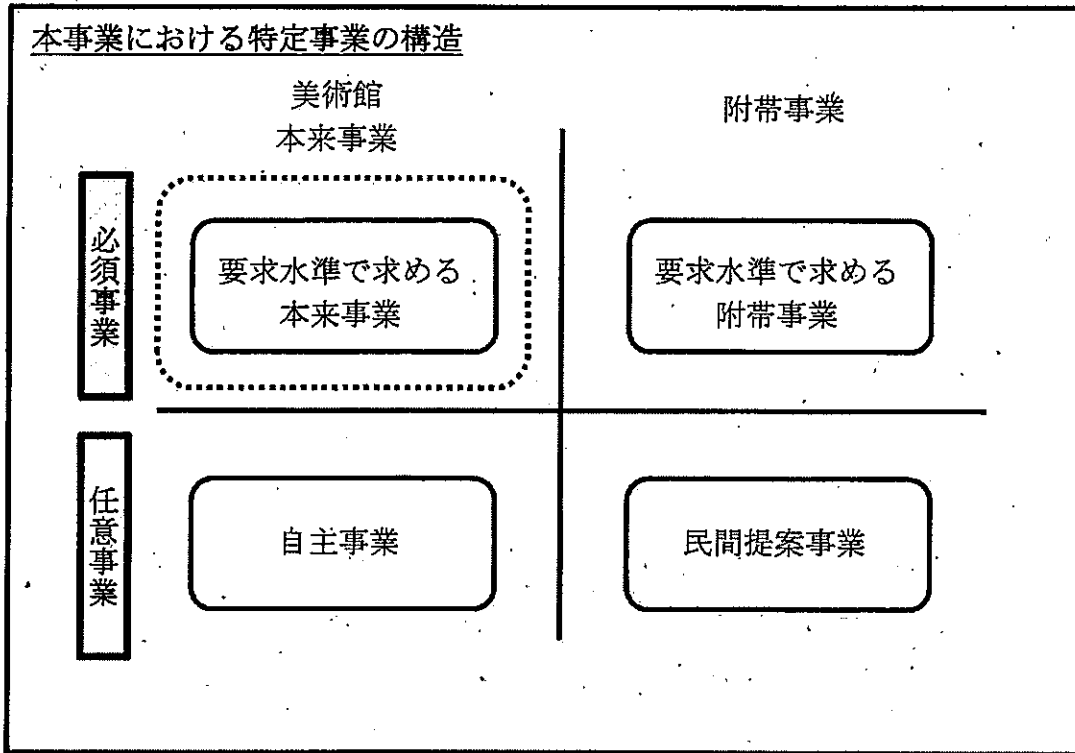 本事業における特定事業の構造
美術館
本来事業
附帯事業
必須事業
要求水準で求める
本来事業
要求水準で求める
附帯事業
任意事業
自主事業
民間提案事業